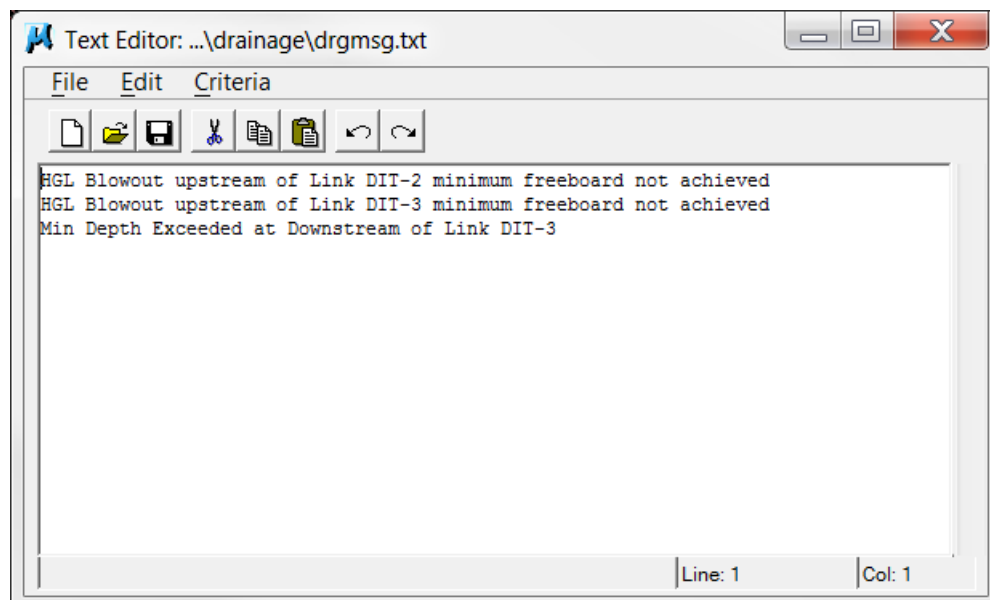 Text Editor: ...\drainage\drgmsg.txt
File Edit Criteria
HGL Blowout upstream of Link DIT-2 minimum freeboard not achieved
HGL Blowout upstream of Link DIT-3 minimum freeboard not achieved
Min Depth Exceeded at Downstream of Link DIT-3
Line: 1 Col: 1